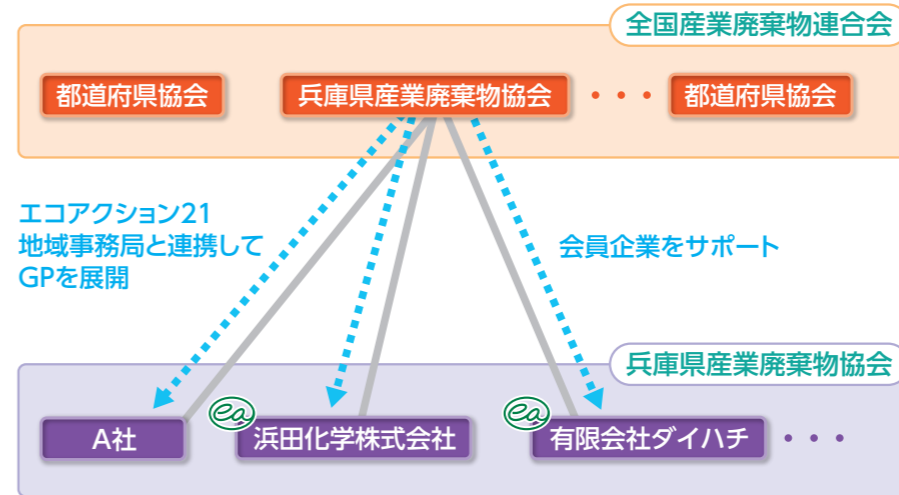 全国産業廃棄物連合会
都道府県協会
兵庫県産業廃棄物協会
・・・
都道府県協会
エコアクション21
地域事務局と連携して
GPを展開
会員企業をサポート
兵庫県産業廃棄物協会
A社
ea
浜田化学株式会社
ea
有限会社ダイハチ
・・・